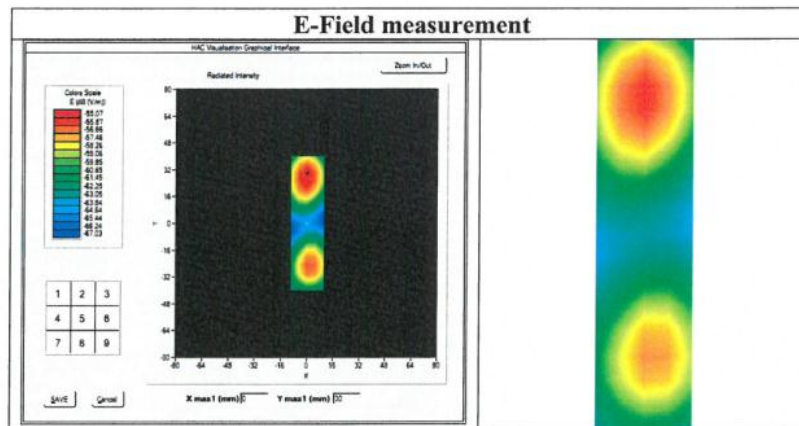 E-Field measurement
HAC Visualisation Graphical Interface
Zoom In/Out
Radiated Intensity
Colors Scale
E (dB (V/m))
-55.07
-55.87
-56.66
-57.46
-58.26
-59.06
-59.85
-60.65
-61.45
-62.25
-63.05
-63.84
-64.64
-65.44
-66.24
-67.03
80
64
48
32
16
0
-16
-32
-48
-64
-80
Y
-80 -64 -48 -32 -16 0 16 32 48 64 80
X
1 2 3
4 5 6
7 8 9
SAVE Cancel
X max1 (mm) Y max1 (mm)